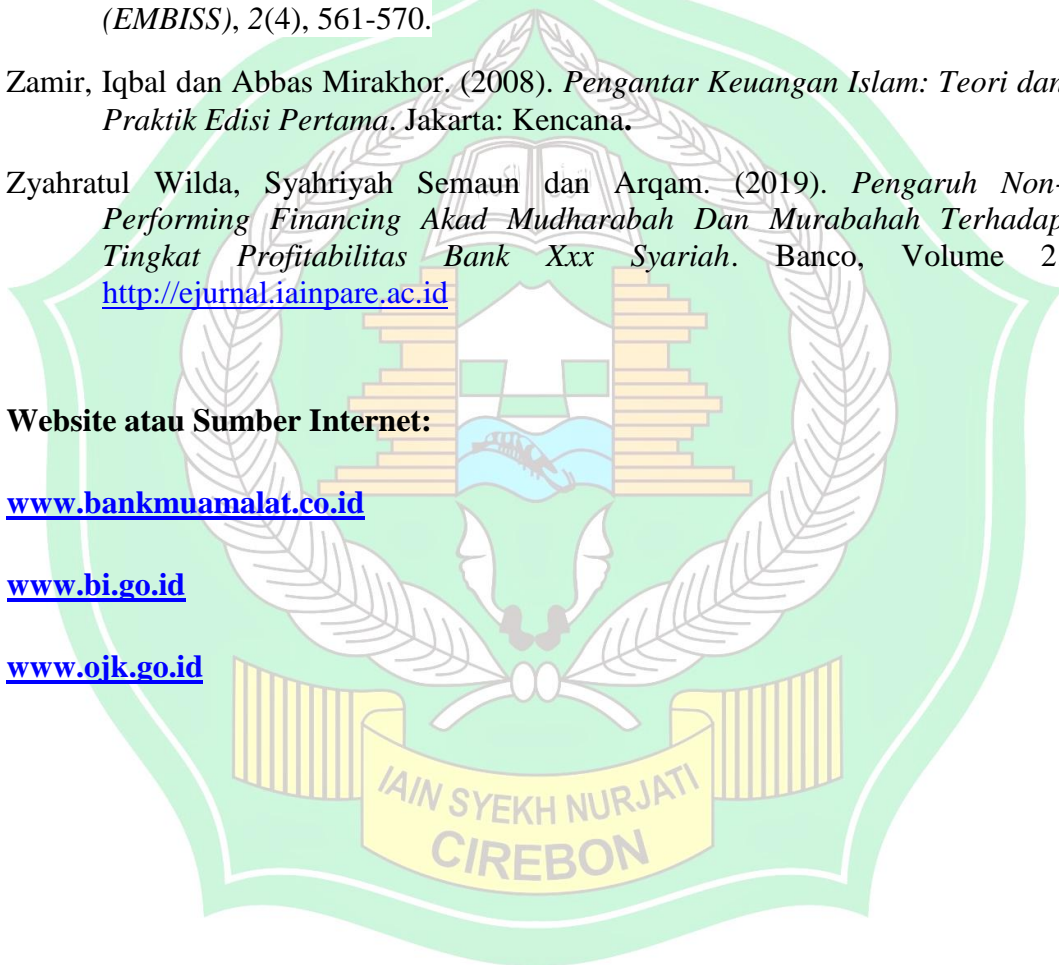 (EMBISS), 2(4), 561-570.
Zamir, Iqbal dan Abbas Mirakhor. (2008). Pengantar Keuangan Islam: Teori dan
Praktik Edisi Pertama. Jakarta: Kencana.
Zyahratul Wilda, Syahriyah Semaun dan Arqam. (2019). Pengaruh Non-
Performing Financing Akad Mudharabah Dan Murabahah Terhadap
Tingkat Profitabilitas Bank Xxx Syariah. Banco, Volume 2
http://ejurnal.iainpare.ac.id
Website atau Sumber Internet:
www.bankmuamalat.co.id
www.bi.go.id
www.ojk.go.id
IAIN SYEKH NURJATI
CIREBON